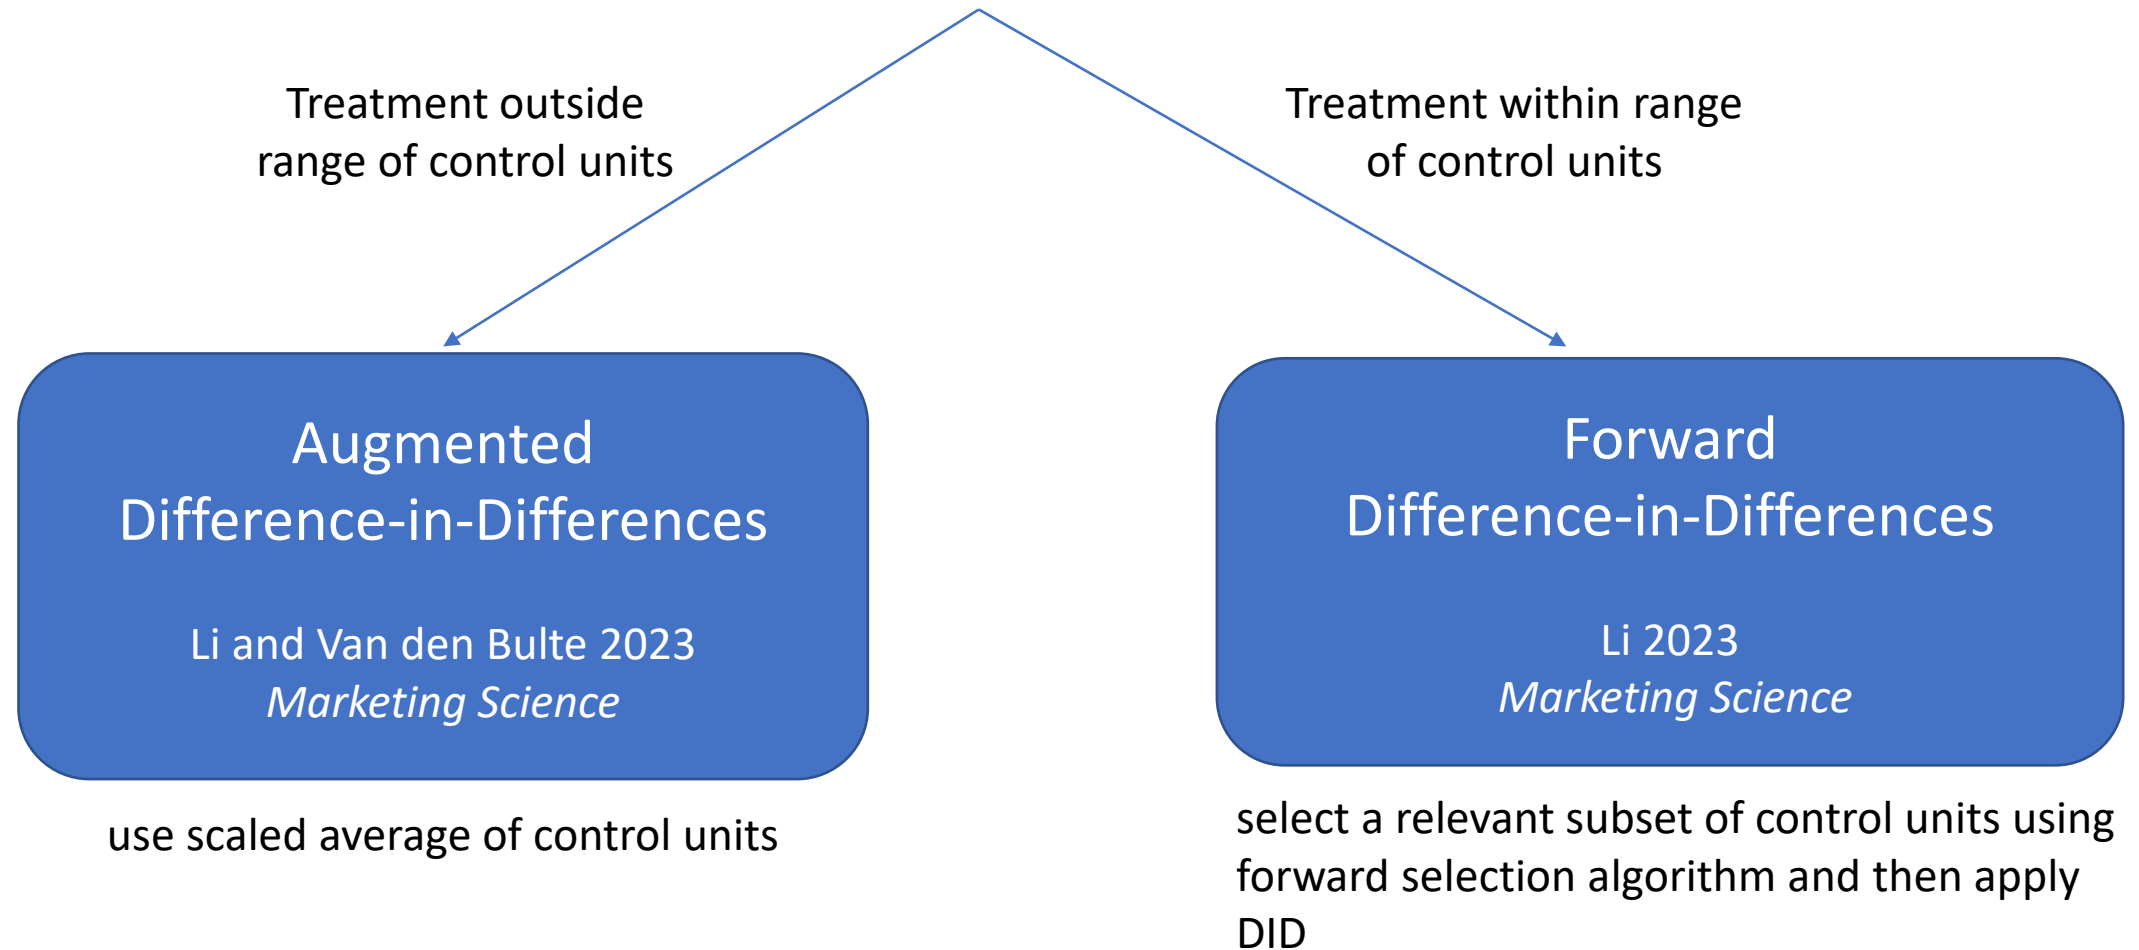 Treatment outside
range of control units
Treatment within range
of control units
Augmented
Difference-in-Differences
Li and Van den Bulte 2023
Marketing Science
use scaled average of control units
Forward
Difference-in-Differences
Li 2023
Marketing Science
select a relevant subset of control units using
forward selection algorithm and then apply
DID